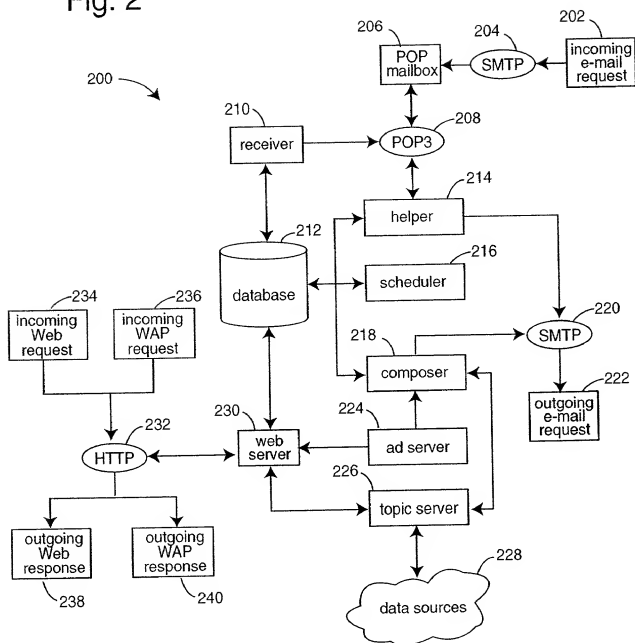 Fig. 2
200
202
incoming
e-mail
request
204
SMTP
206
POP
mailbox
208
POP3
210
receiver
212
database
214
helper
216
scheduler
218
composer
220
SMTP
222
outgoing
e-mail
request
224
ad server
226
topic server
228
data sources
230
web
server
232
HTTP
234
incoming
Web
request
236
incoming
WAP
request
outgoing
Web
response
238
outgoing
WAP
response
240